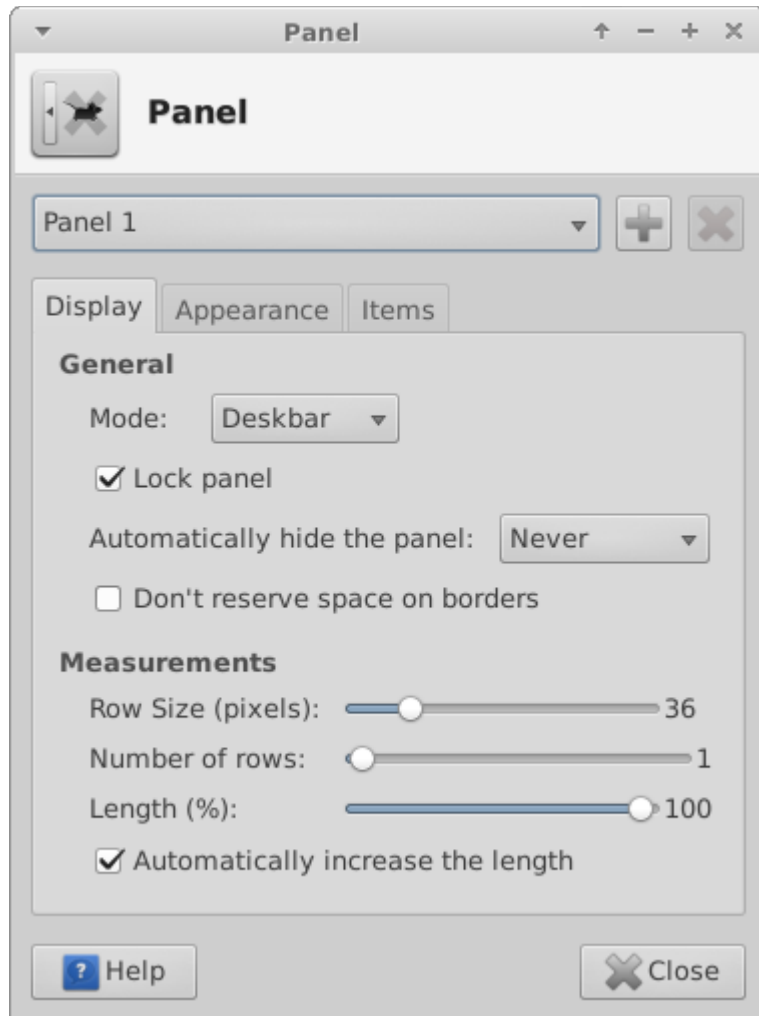 Panel
Panel
Panel 1
Display Appearance Items
General
Mode: Deskbar
Lock panel
Automatically hide the panel: Never
Don't reserve space on borders
Measurements
Row Size (pixels): 36
Number of rows: 1
Length (%): 100
Automatically increase the length
Help Close